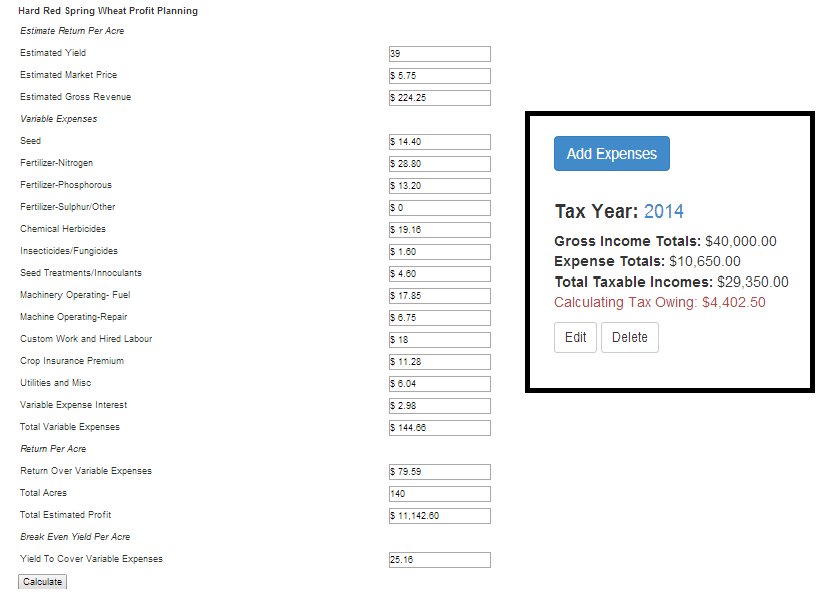 Hard Red Spring Wheat Profit Planning
Estimate Return Per Acre
Estimated Yield 39
Estimated Market Price $ 5.75
Estimated Gross Revenue $ 224.25
Variable Expenses
Seed $ 14.40
Fertilizer-Nitrogen $ 28.80
Fertilizer-Phosphorous $ 13.20
Fertilizer-Sulphur/Other $ 0
Chemical Herbicides $ 19.16
Insecticides/Fungicides $ 1.60
Seed Treatments/Innoculants $ 4.60
Machinery Operating- Fuel $ 17.85
Machine Operating-Repair $ 6.75
Custom Work and Hired Labour $ 18
Crop Insurance Premium $ 11.28
Utilities and Misc $ 6.04
Variable Expense Interest $ 2.98
Total Variable Expenses $ 144.66
Return Per Acre
Return Over Variable Expenses $ 79.59
Total Acres 140
Total Estimated Profit $ 11,142.60
Break Even Yield Per Acre
Yield To Cover Variable Expenses 25.16
Calculate
Add Expenses
Tax Year: 2014
Gross Income Totals: $40,000.00
Expense Totals: $10,650.00
Total Taxable Incomes: $29,350.00
Calculating Tax Owing: $4,402.50
Edit Delete